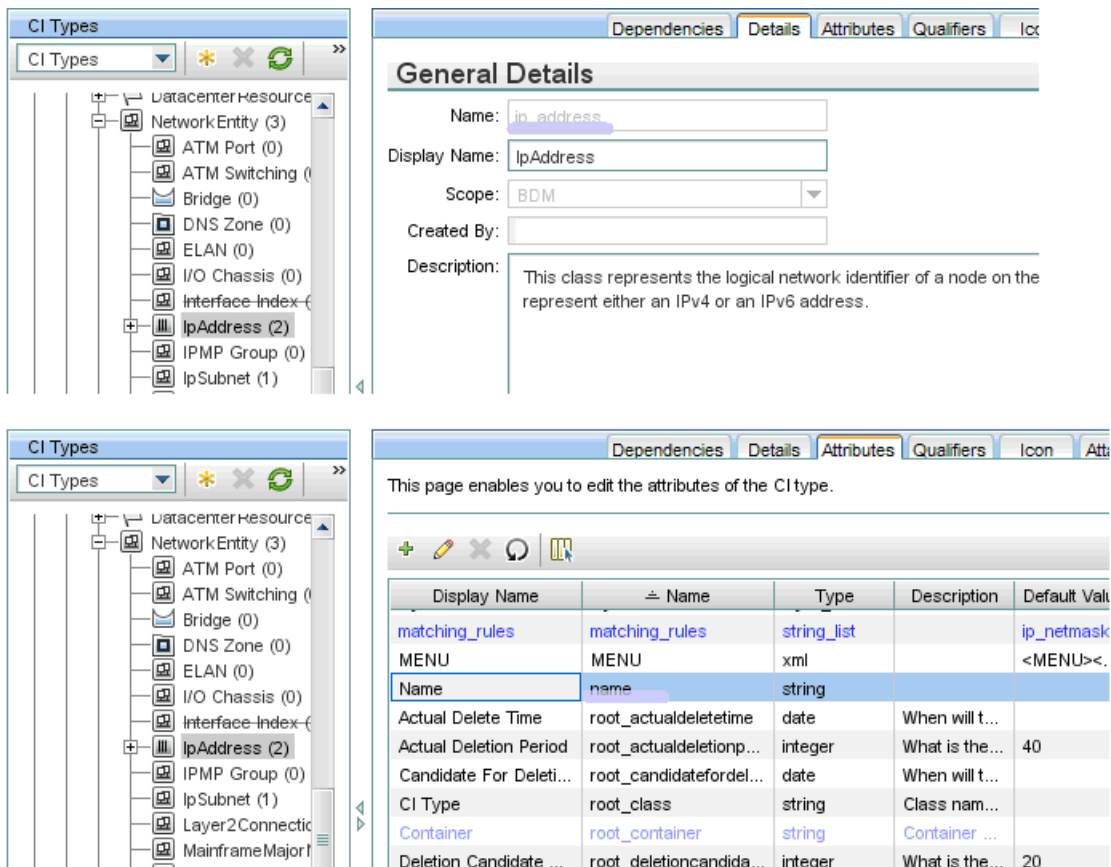 CI Types
CI Types
»
DatacenterResource
NetworkEntity (3)
ATM Port (0)
ATM Switching (
Bridge (0)
DNS Zone (0)
ELAN (0)
I/O Chassis (0)
Interface Index (
IpAddress (2)
IPMP Group (0)
IpSubnet (1)
Dependencies Details Attributes Qualifiers Ico
General Details
Name: ip_address
Display Name: IpAddress
Scope: BDM
Created By:
Description: This class represents the logical network identifier of a node on the
represent either an IPv4 or an IPv6 address.
CI Types
CI Types
»
DatacenterResource
NetworkEntity (3)
ATM Port (0)
ATM Switching (
Bridge (0)
DNS Zone (0)
ELAN (0)
I/O Chassis (0)
Interface Index (
IpAddress (2)
IPMP Group (0)
IpSubnet (1)
Layer2Connectio
MainframeMajor
Dependencies Details Attributes Qualifiers Icon Atta
This page enables you to edit the attributes of the CI type.
Display Name Name Type Description Default Valu
matching_rules matching_rules string_list ip_netmask
MENU MENU xml <MENU><.
Name name string
Actual Delete Time root_actualdeletetime date When will t...
Actual Deletion Period root_actualdeletionp... integer What is the... 40
Candidate For Deleti... root_candidatefordel... date When will t...
CI Type root_class string Class nam...
Container root_container string Container ...
Deletion Candidate ... root_deletioncandida... integer What is the... 20